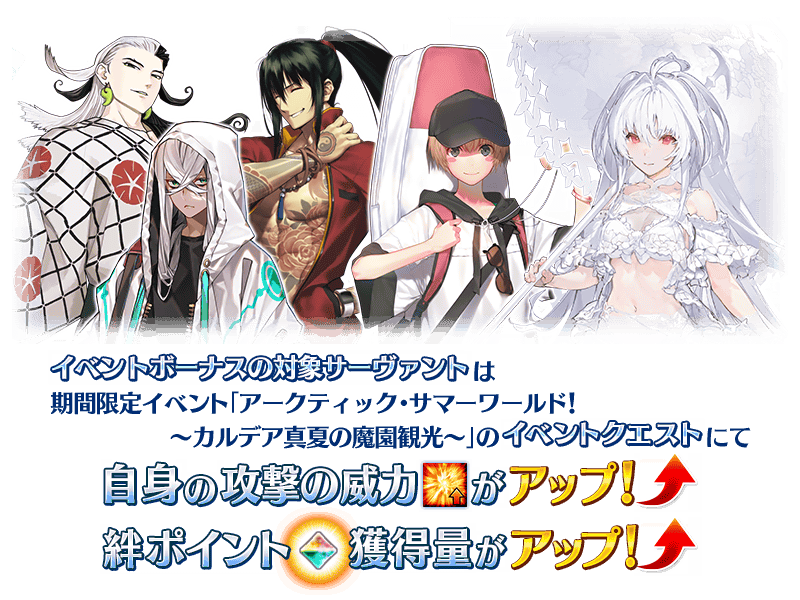 イベントボーナスの対象サーヴァントは
期間限定イベント「アークティック・サマーワールド!
～カルデア真夏の魔園観光～」のイベントクエストにて
自身の攻撃の威力がアップ!
絆ポイント獲得量がアップ!